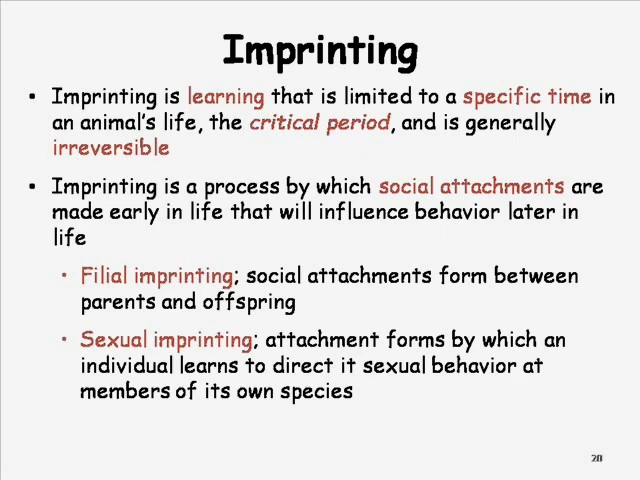 Imprinting
• Imprinting is learning that is limited to a specific time in
an animal's life, the critical period, and is generally
irreversible
• Imprinting is a process by which social attachments are
made early in life that will influence behavior later in
life
• Filial imprinting; social attachments form between
parents and offspring
• Sexual imprinting; attachment forms by which an
individual learns to direct it sexual behavior at
members of its own species
20